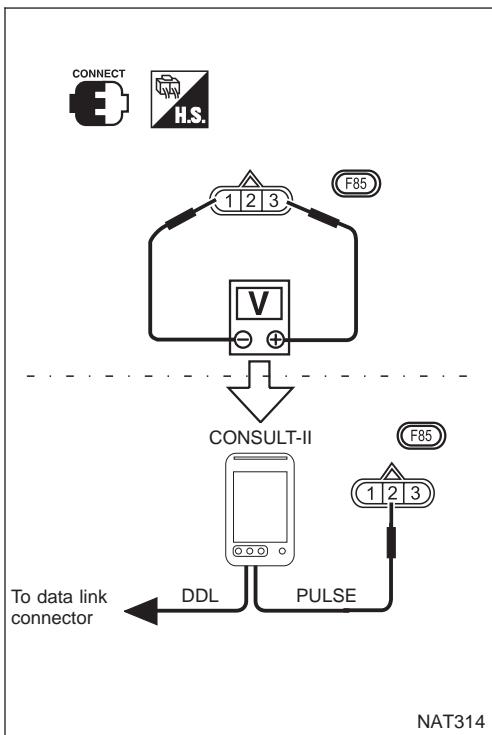 CONNECT
H.S.
F85
1 2 3
V
⊖ ⊕
CONSULT-II
F85
1 2 3
To data link
connector
DDL
PULSE
NAT314